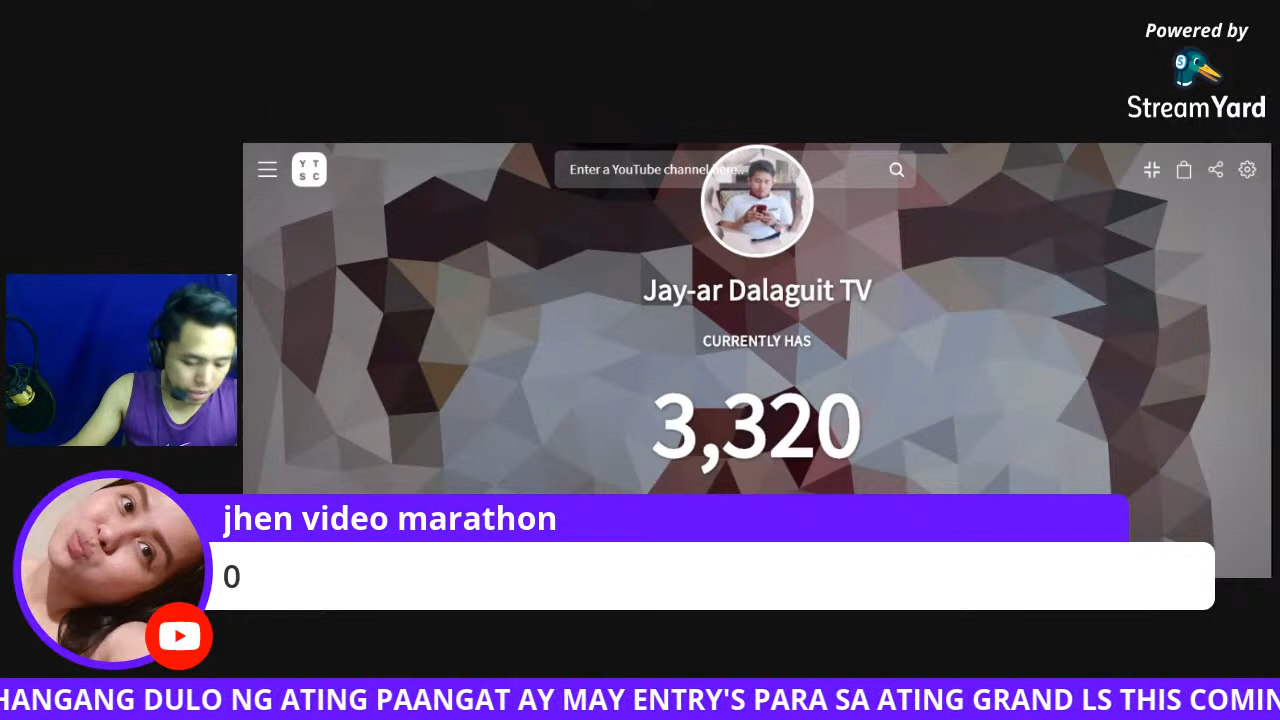 Powered by
StreamYard
Y T
S C
Enter a YouTube channel here...
Jay-ar Dalaguit TV
CURRENTLY HAS
3,320
jhen video marathon
0
HANGANG DULO NG ATING PAANGAT AY MAY ENTRY'S PARA SA ATING GRAND LS THIS COMIN